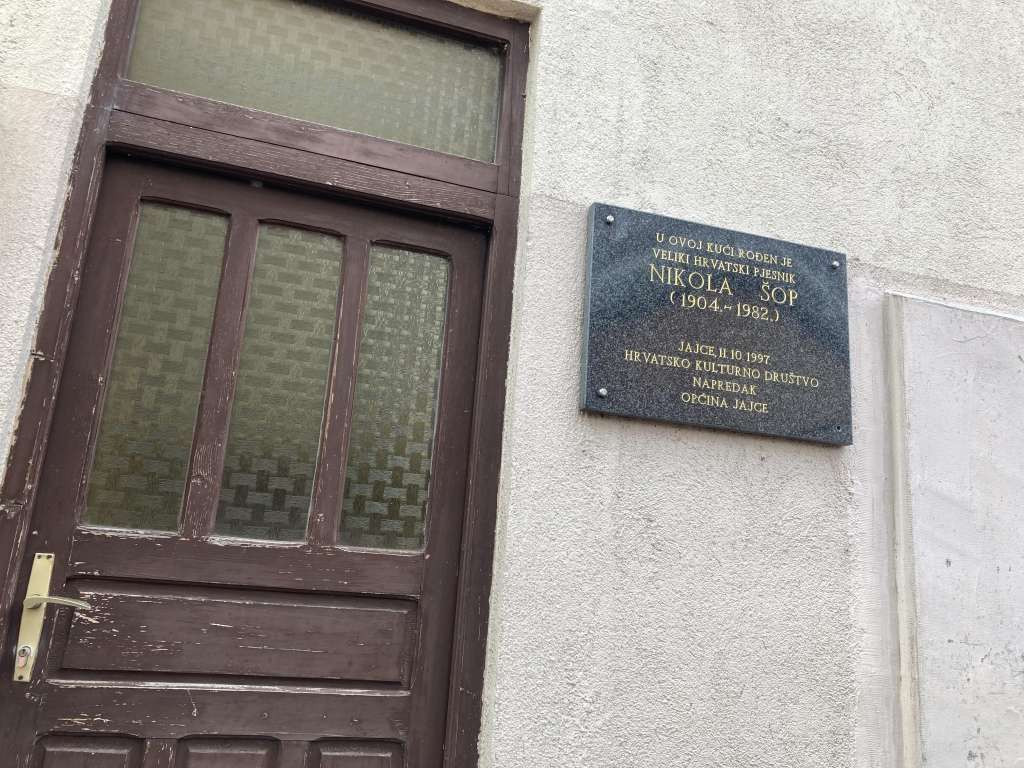 U OVOJ KUĆI ROĐEN JE
VELIKI HRVATSKI PJESNIK
NIKOLA ŠOP
(1904.-1982.)
JAJCE, 11.10 1997.
HRVATSKO KULTURNO DRUŠTVO
NAPREDAK
OPĆINA JAJCE